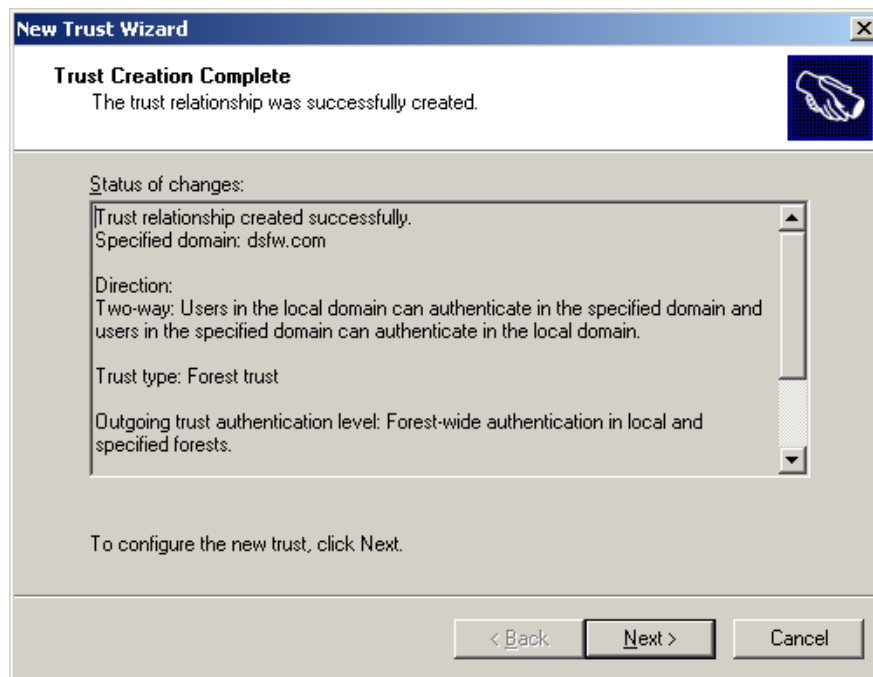 New Trust Wizard
Trust Creation Complete
The trust relationship was successfully created.
Status of changes:
Trust relationship created successfully.
Specified domain: dsfw.com
Direction:
Two-way: Users in the local domain can authenticate in the specified domain and
users in the specified domain can authenticate in the local domain.
Trust type: Forest trust
Outgoing trust authentication level: Forest-wide authentication in local and
specified forests.
To configure the new trust, click Next.
< Back
Next >
Cancel